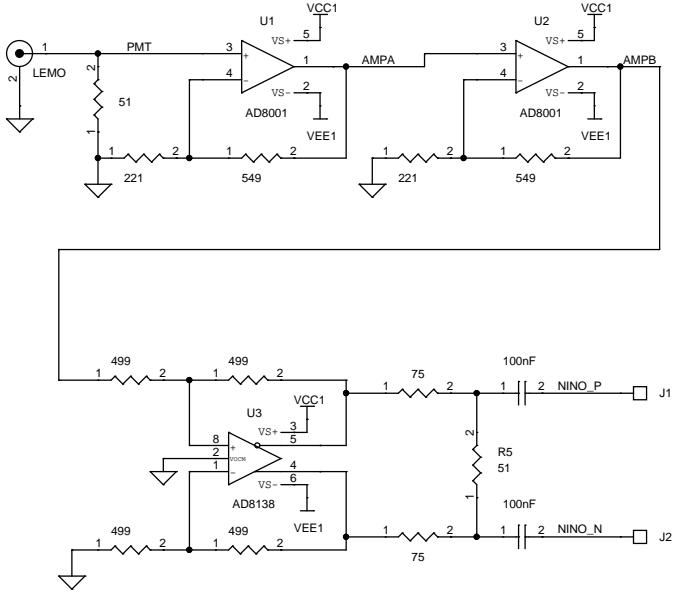 VCC1
VCC1
U1
U2
VS+ 5
VS+ 5
1 PMT 3
3
+
+
1 AMPA
1 AMPB
2 LEMO
4
4
-
-
2
51
1
VS- 2
VS- 2
AD8001
AD8001
VEE1
VEE1
1 2 1 2
1 2 1 2
221 549
221 549
499 499
75
100nF
1 2 1 2
1 2
1 2 NINO_P
J1
VCC1
U3
VS+ 3
8 + 5
2 VOCM
1 - 4
VS- 6
AD8138
VEE1
2
R5
51
1
499 499
100nF
1 2 1 2
1 2
1 2 NINO_N
J2
75